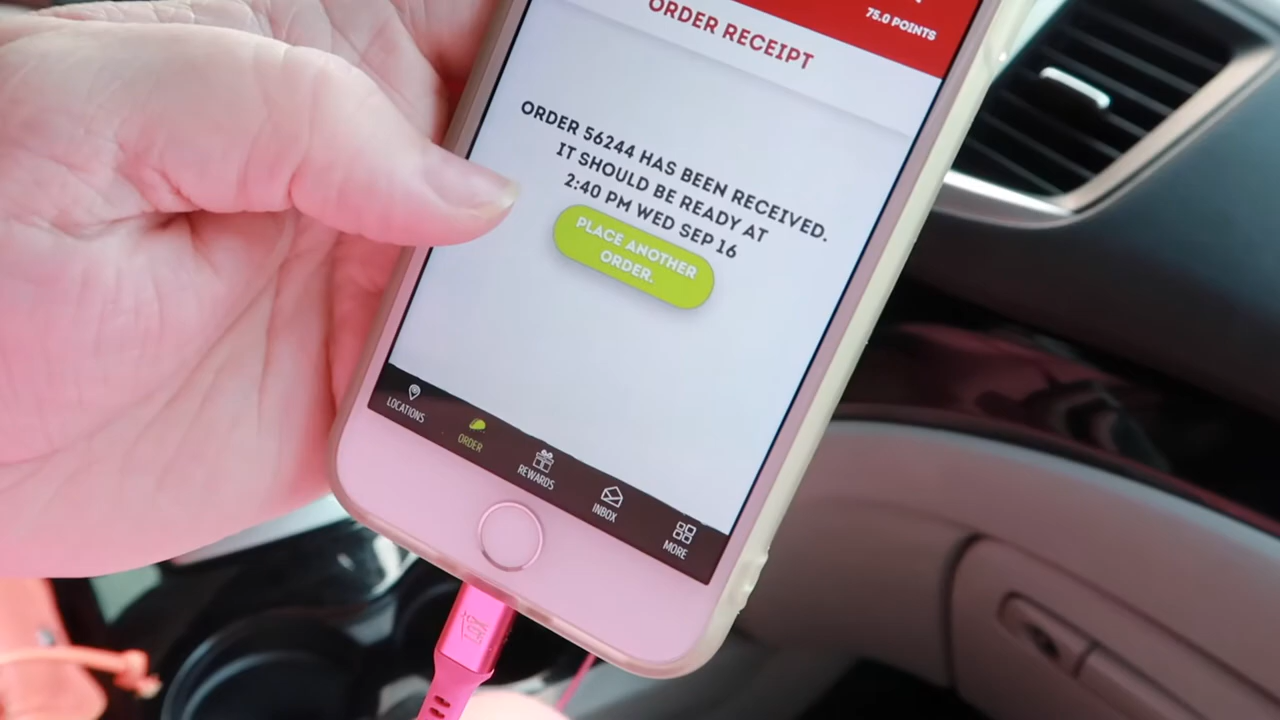 75.0 POINTS
ORDER RECEIPT
ORDER 56244 HAS BEEN RECEIVED.
IT SHOULD BE READY AT
2:40 PM WED SEP 16
PLACE ANOTHER
ORDER.
LOCATIONS
ORDER
REWARDS
INBOX
MORE